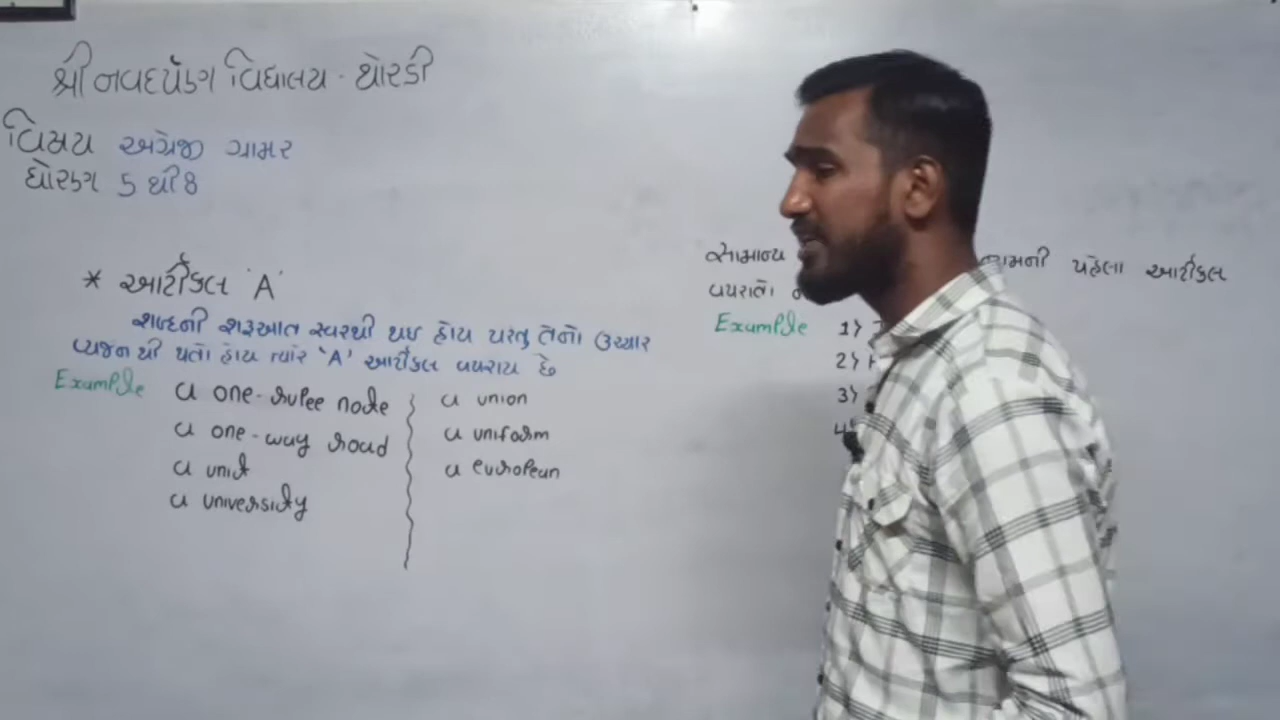 શ્રી નવદર્પણ વિદ્યાલય - થોરડી
વિષય અંગ્રેજી ગ્રામર
ધોરણ 5 થી 8
* આર્ટીકલ 'A'
શબ્દની શરૂઆત સ્વરથી થઇ હોય પરંતુ તેનો ઉચ્ચાર
વ્યંજન થી થતો હોય ત્યારે 'A' આર્ટીકલ વપરાય છે
Example a one-rupee note
a one-way road
a unit
a university
a union
a uniform
a european
સામાન્ય નામની પહેલા આર્ટીકલ
વપરાતો
Example 1)
2)
3)
4)